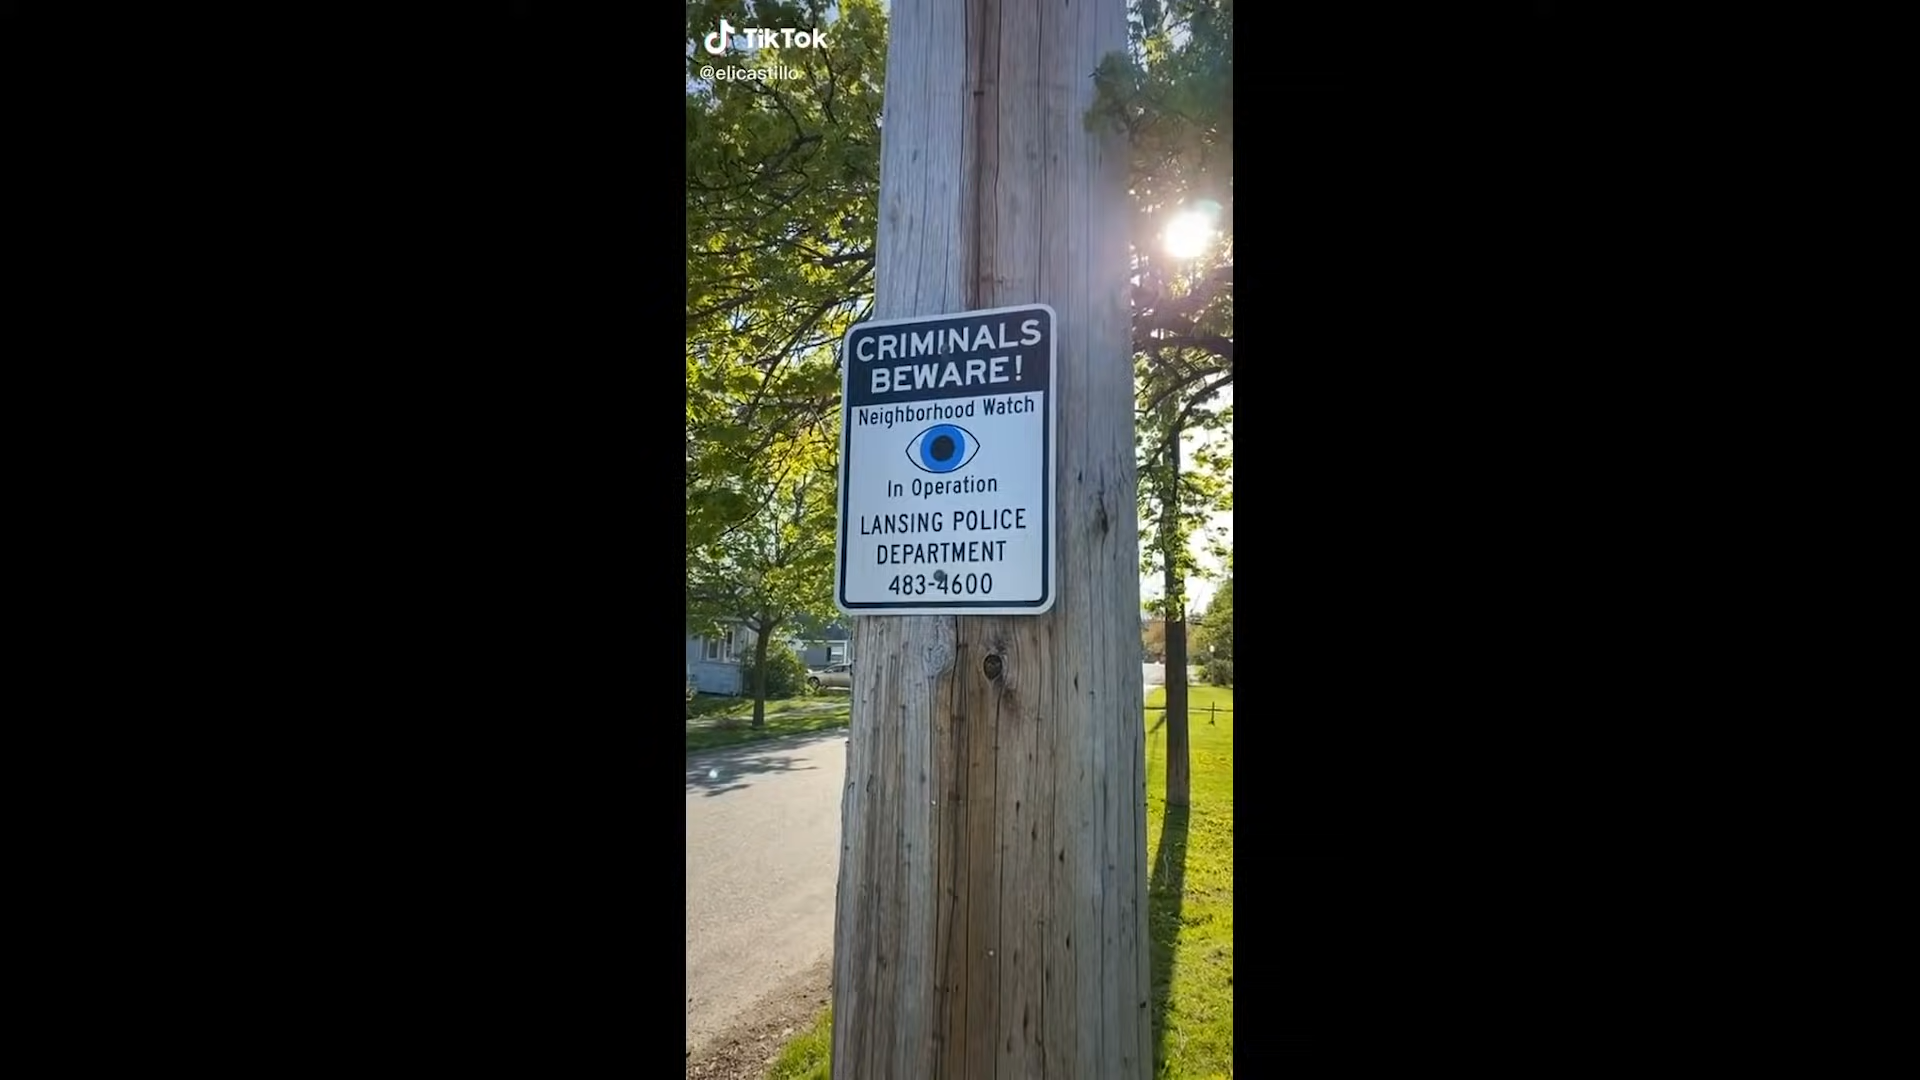 TikTok
@elicastillo
CRIMINALS
BEWARE!
Neighborhood Watch
In Operation
LANSING POLICE
DEPARTMENT
483-4600